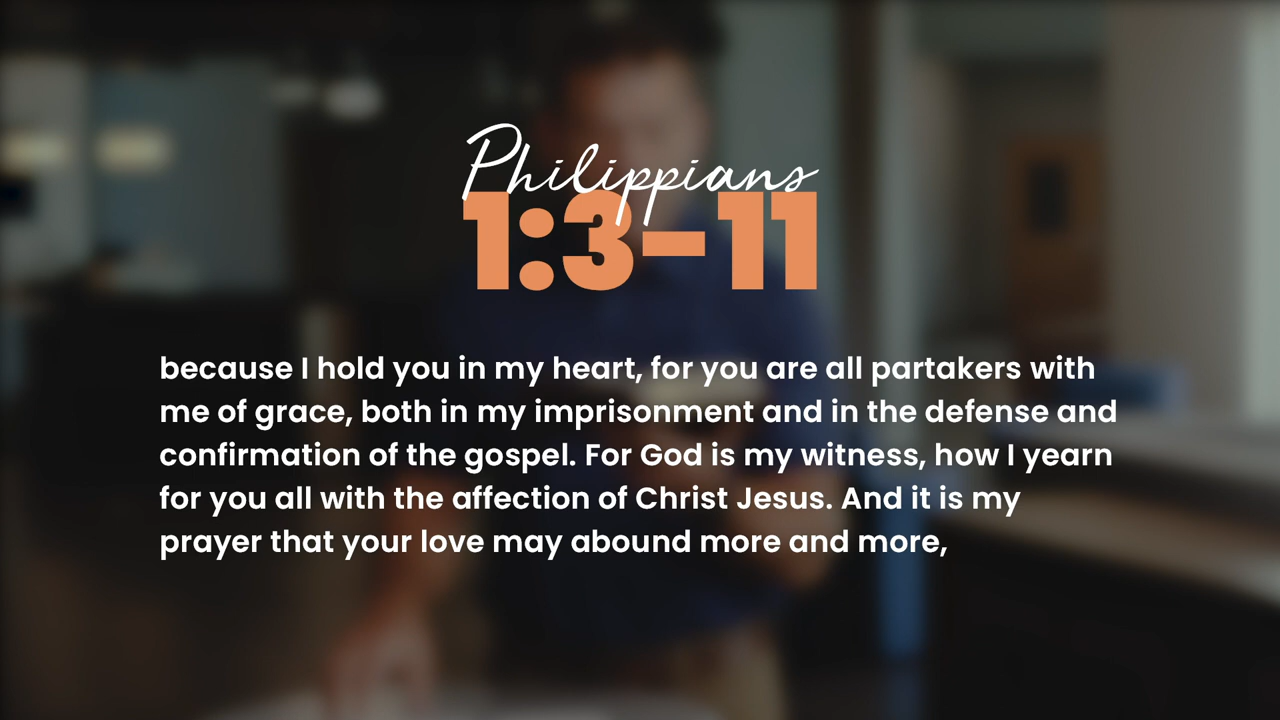 Philippians
1:3–11
because I hold you in my heart, for you are all partakers with
me of grace, both in my imprisonment and in the defense and
confirmation of the gospel. For God is my witness, how I yearn
for you all with the affection of Christ Jesus. And it is my
prayer that your love may abound more and more,